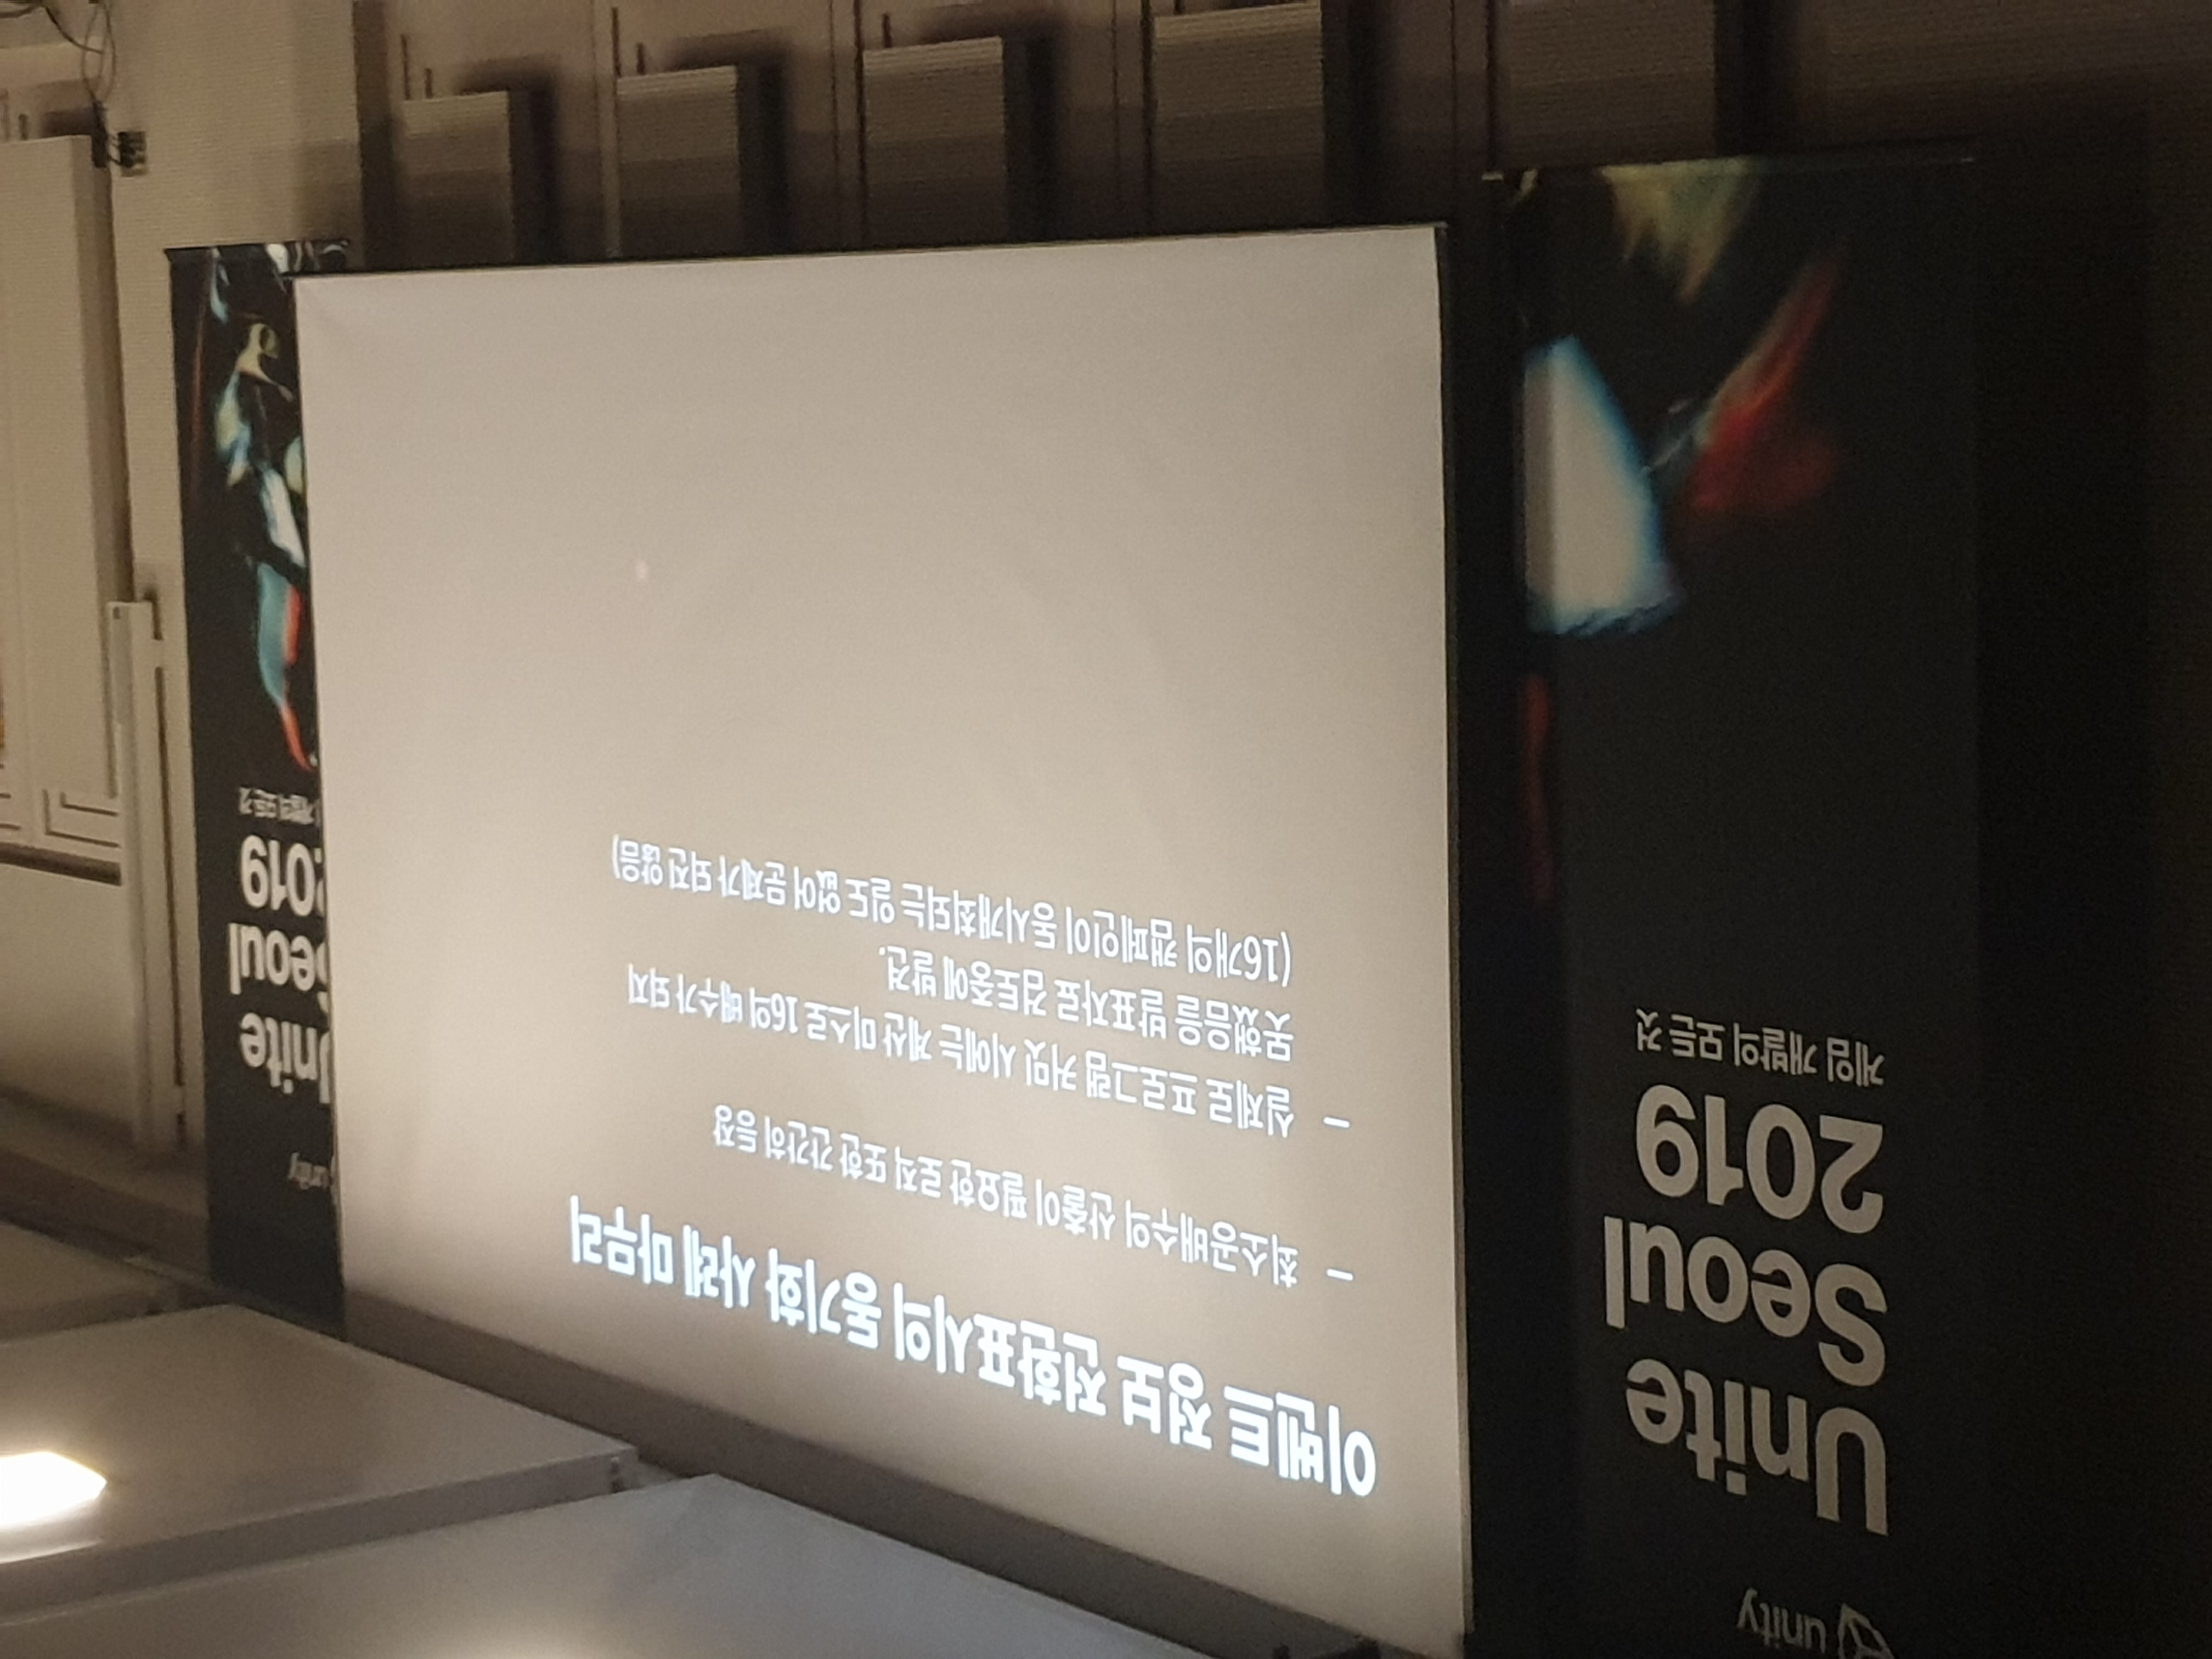 unity
Unite
Seoul
2019
게임 개발의 모든 것
이벤트 정보 전환표시의 동기화 사례 마무리
– 최소공배수의 산출이 필요한 로직 또한 간간히 등장
– 실제로 프로그램 커밋 시에는 계산 미스로 16의 배수가 되지
못했음을 발표자료 검토중에 발견.
(16개의 캠페인이 동시개최되는 일도 없어 문제가 되진 않음)
unity
Unite
Seoul
2019
개발의 모든 것